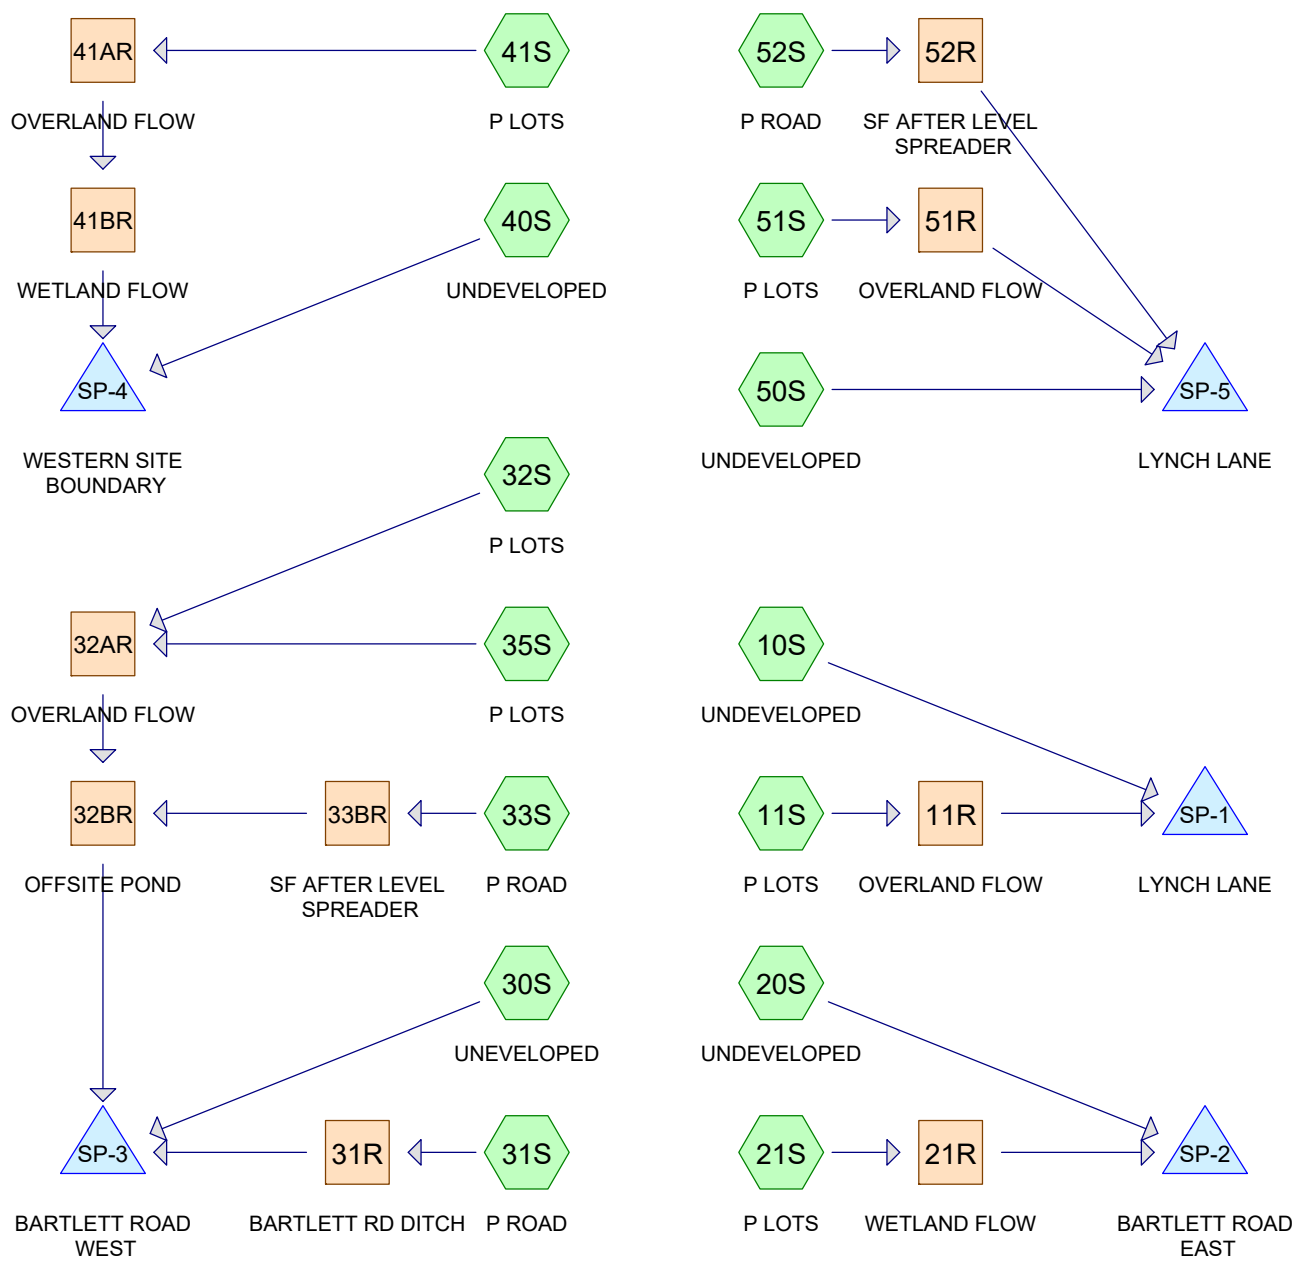 41AR
OVERLAND FLOW
41S
P LOTS
52S
P ROAD
52R
SF AFTER LEVEL
SPREADER
41BR
WETLAND FLOW
40S
UNDEVELOPED
51S
P LOTS
51R
OVERLAND FLOW
SP-4
WESTERN SITE
BOUNDARY
50S
UNDEVELOPED
SP-5
LYNCH LANE
32S
P LOTS
32AR
OVERLAND FLOW
35S
P LOTS
10S
UNDEVELOPED
32BR
OFFSITE POND
33BR
SF AFTER LEVEL
SPREADER
33S
P ROAD
11S
P LOTS
11R
OVERLAND FLOW
SP-1
LYNCH LANE
30S
UNEVELOPED
20S
UNDEVELOPED
SP-3
BARTLETT ROAD
WEST
31R
BARTLETT RD DITCH
31S
P ROAD
21S
P LOTS
21R
WETLAND FLOW
SP-2
BARTLETT ROAD
EAST